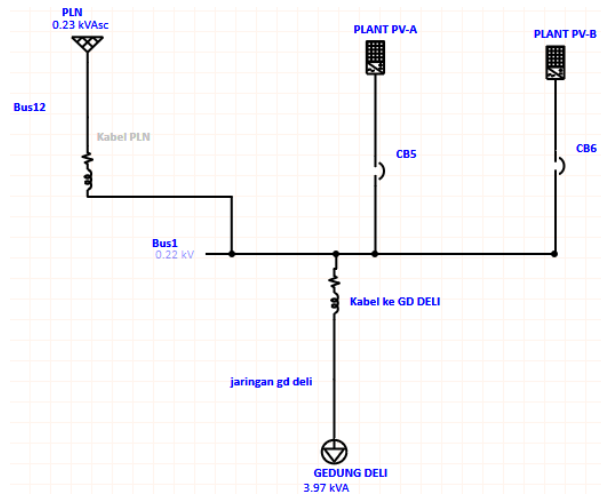 PLN
0.23 kVAsc
PLANT PV-A
PLANT PV-B
Bus12
Kabel PLN
CB5
CB6
Bus1
0.22 kV
Kabel ke GD DELI
jaringan gd deli
GEDUNG DELI
3.97 kVA